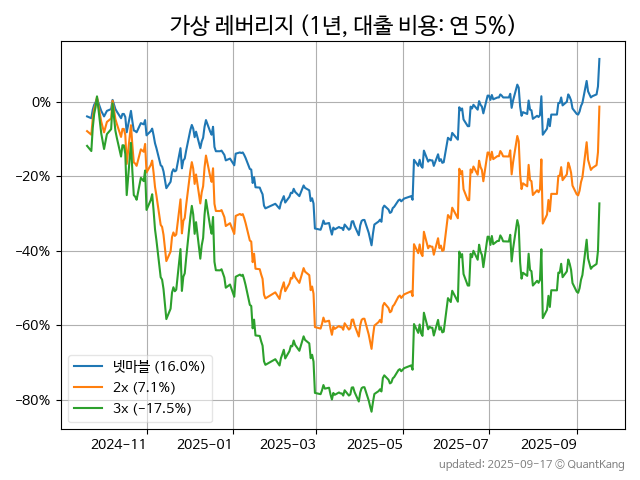 가상 레버리지 (1년, 대출 비용: 연 5%)
0%
−20%
−40%
−60%
−80%
넷마블 (16.0%)
2x (7.1%)
3x (−17.5%)
2024-11
2025-01
2025-03
2025-05
2025-07
2025-09
updated: 2025-09-17 © QuantKang